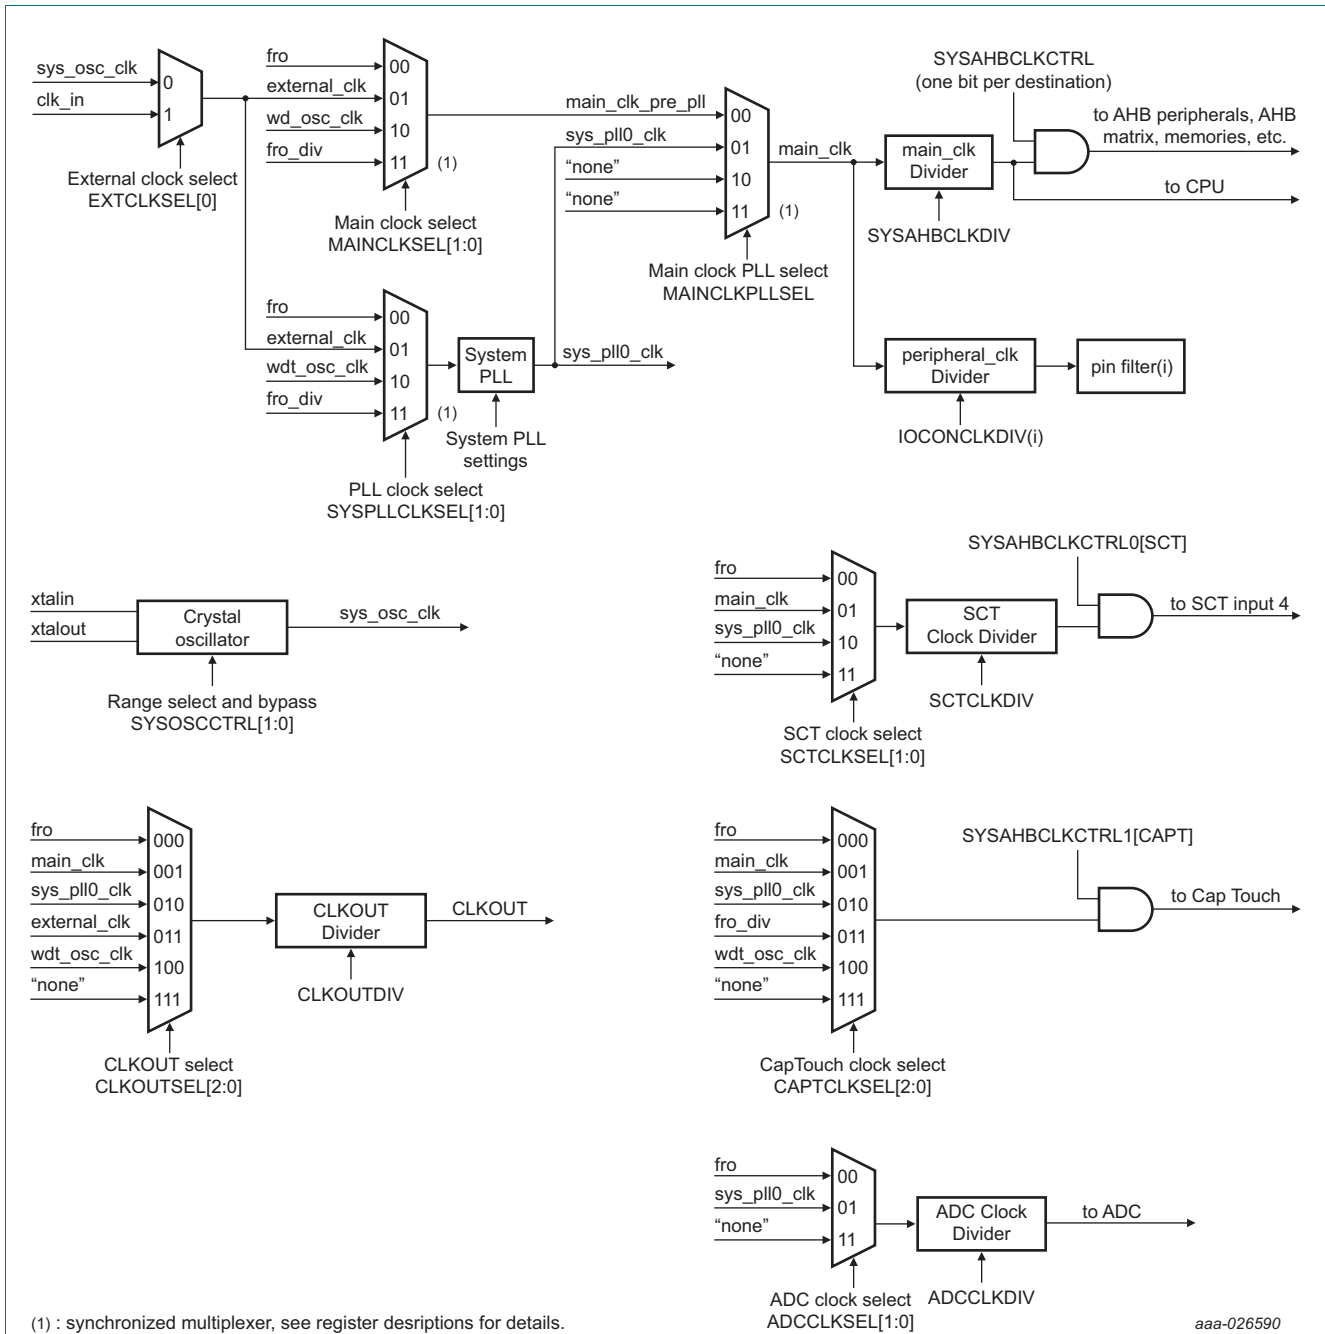 sys_osc_clk
clk_in
0
1
External clock select
EXTCLKSEL[0]
fro
external_clk
wd_osc_clk
fro_div
00
01
10
11
(1)
Main clock select
MAINCLKSEL[1:0]
main_clk_pre_pll
sys_pll0_clk
“none”
“none”
00
01
10
11
(1)
Main clock PLL select
MAINCLKPLLSEL
main_clk
main_clk
Divider
SYSAHBCLKDIV
SYSAHBCLKCTRL
(one bit per destination)
to AHB peripherals, AHB
matrix, memories, etc.
to CPU
fro
external_clk
wdt_osc_clk
fro_div
00
01
10
11
(1)
PLL clock select
SYSPLLCLKSEL[1:0]
System
PLL
System PLL
settings
sys_pll0_clk
peripheral_clk
Divider
IOCONCLKDIV(i)
pin filter(i)
xtalin
xtalout
Crystal
oscillator
sys_osc_clk
Range select and bypass
SYSOSCCTRL[1:0]
fro
main_clk
sys_pll0_clk
“none”
00
01
10
11
SCT clock select
SCTCLKSEL[1:0]
SCT
Clock Divider
SCTCLKDIV
SYSAHBCLKCTRL0[SCT]
to SCT input 4
fro
main_clk
sys_pll0_clk
external_clk
wdt_osc_clk
“none”
000
001
010
011
100
111
CLKOUT select
CLKOUTSEL[2:0]
CLKOUT
Divider
CLKOUTDIV
CLKOUT
fro
main_clk
sys_pll0_clk
fro_div
wdt_osc_clk
“none”
000
001
010
011
100
111
CapTouch clock select
CAPTCLKSEL[2:0]
SYSAHBCLKCTRL1[CAPT]
to Cap Touch
fro
sys_pll0_clk
“none”
00
01
11
ADC clock select
ADCCLKSEL[1:0]
ADC Clock
Divider
ADCCLKDIV
to ADC
(1) : synchronized multiplexer, see register desriptions for details.
aaa-026590